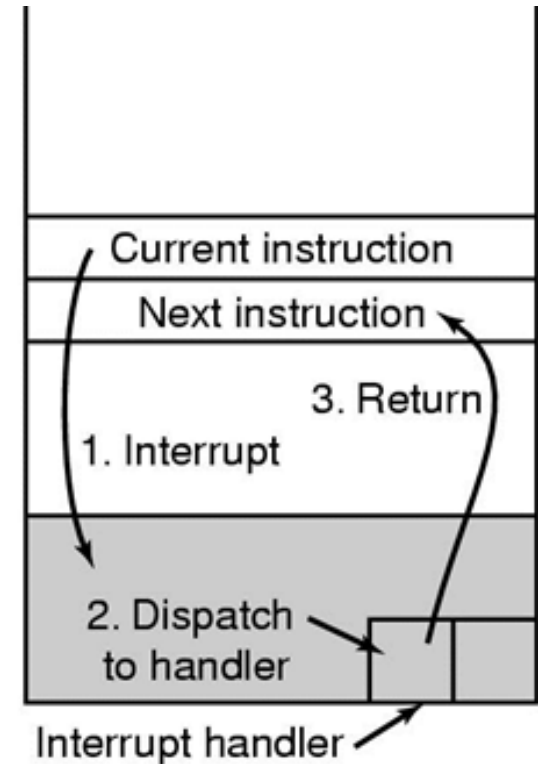 Current instruction
Next instruction
3. Return
1. Interrupt
2. Dispatch
to handler
Interrupt handler